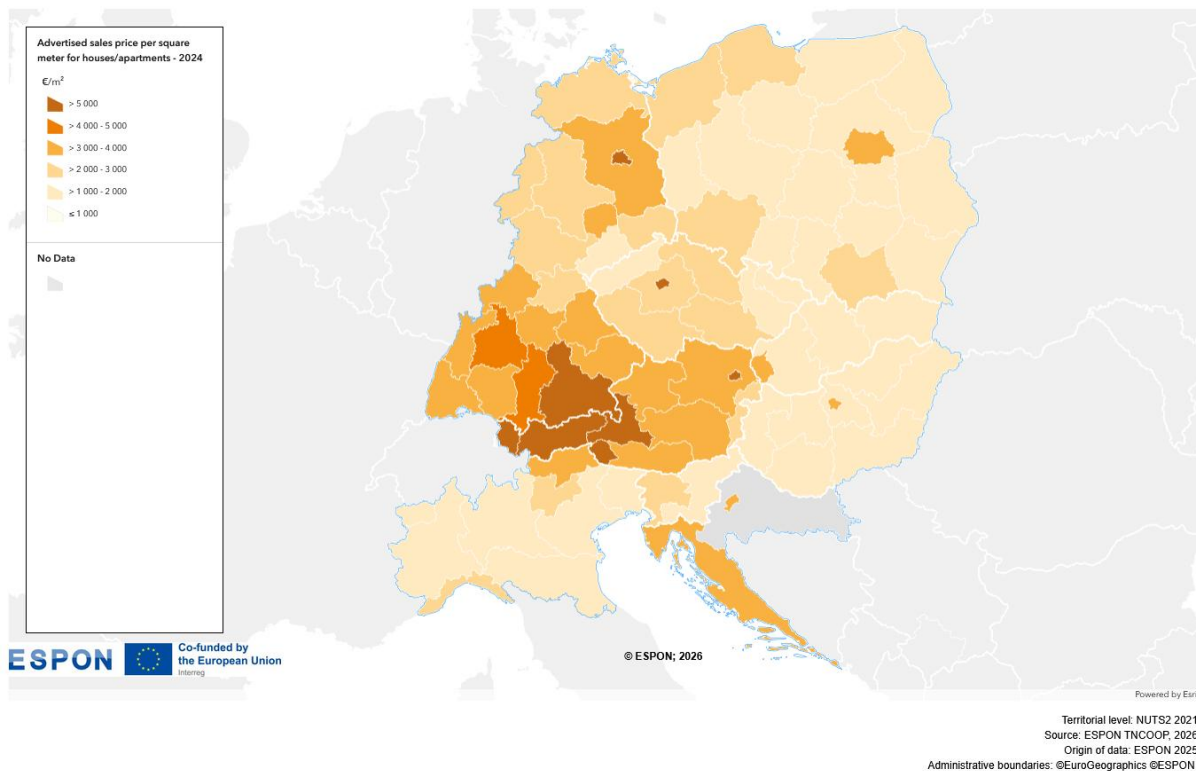 Advertised sales price per square
meter for houses/apartments - 2024
€/m²
> 5 000
> 4 000 - 5 000
> 3 000 - 4 000
> 2 000 - 3 000
> 1 000 - 2 000
≤ 1 000
No Data
ESPON
Co-funded by
the European Union
Interreg
© ESPON; 2026
Powered by Esri
Territorial level: NUTS2 2021
Source: ESPON TNCOOP, 2026
Origin of data: ESPON 2025
Administrative boundaries: ©EuroGeographics ©ESPON